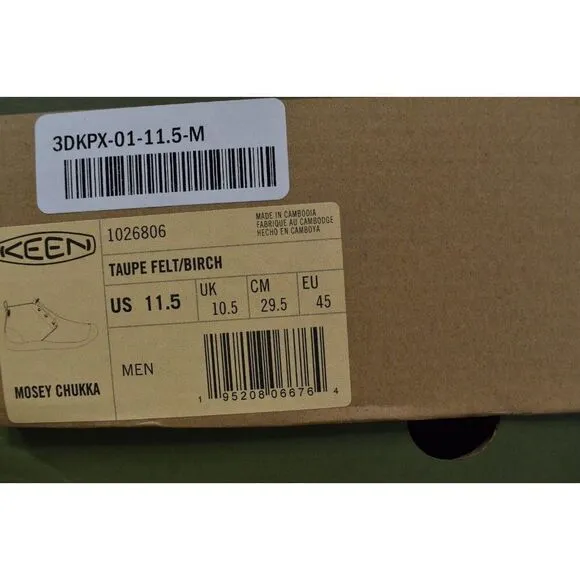 3DKPX-01-11.5-M
KEEN
1026806
MADE IN CAMBODIA
FABRIQUE AU CAMBODGE
HECHO EN CAMBOYA
TAUPE FELT/BIRCH
US 11.5
UK 10.5
CM 29.5
EU 45
MEN
MOSEY CHUKKA
1 95208 06676 4